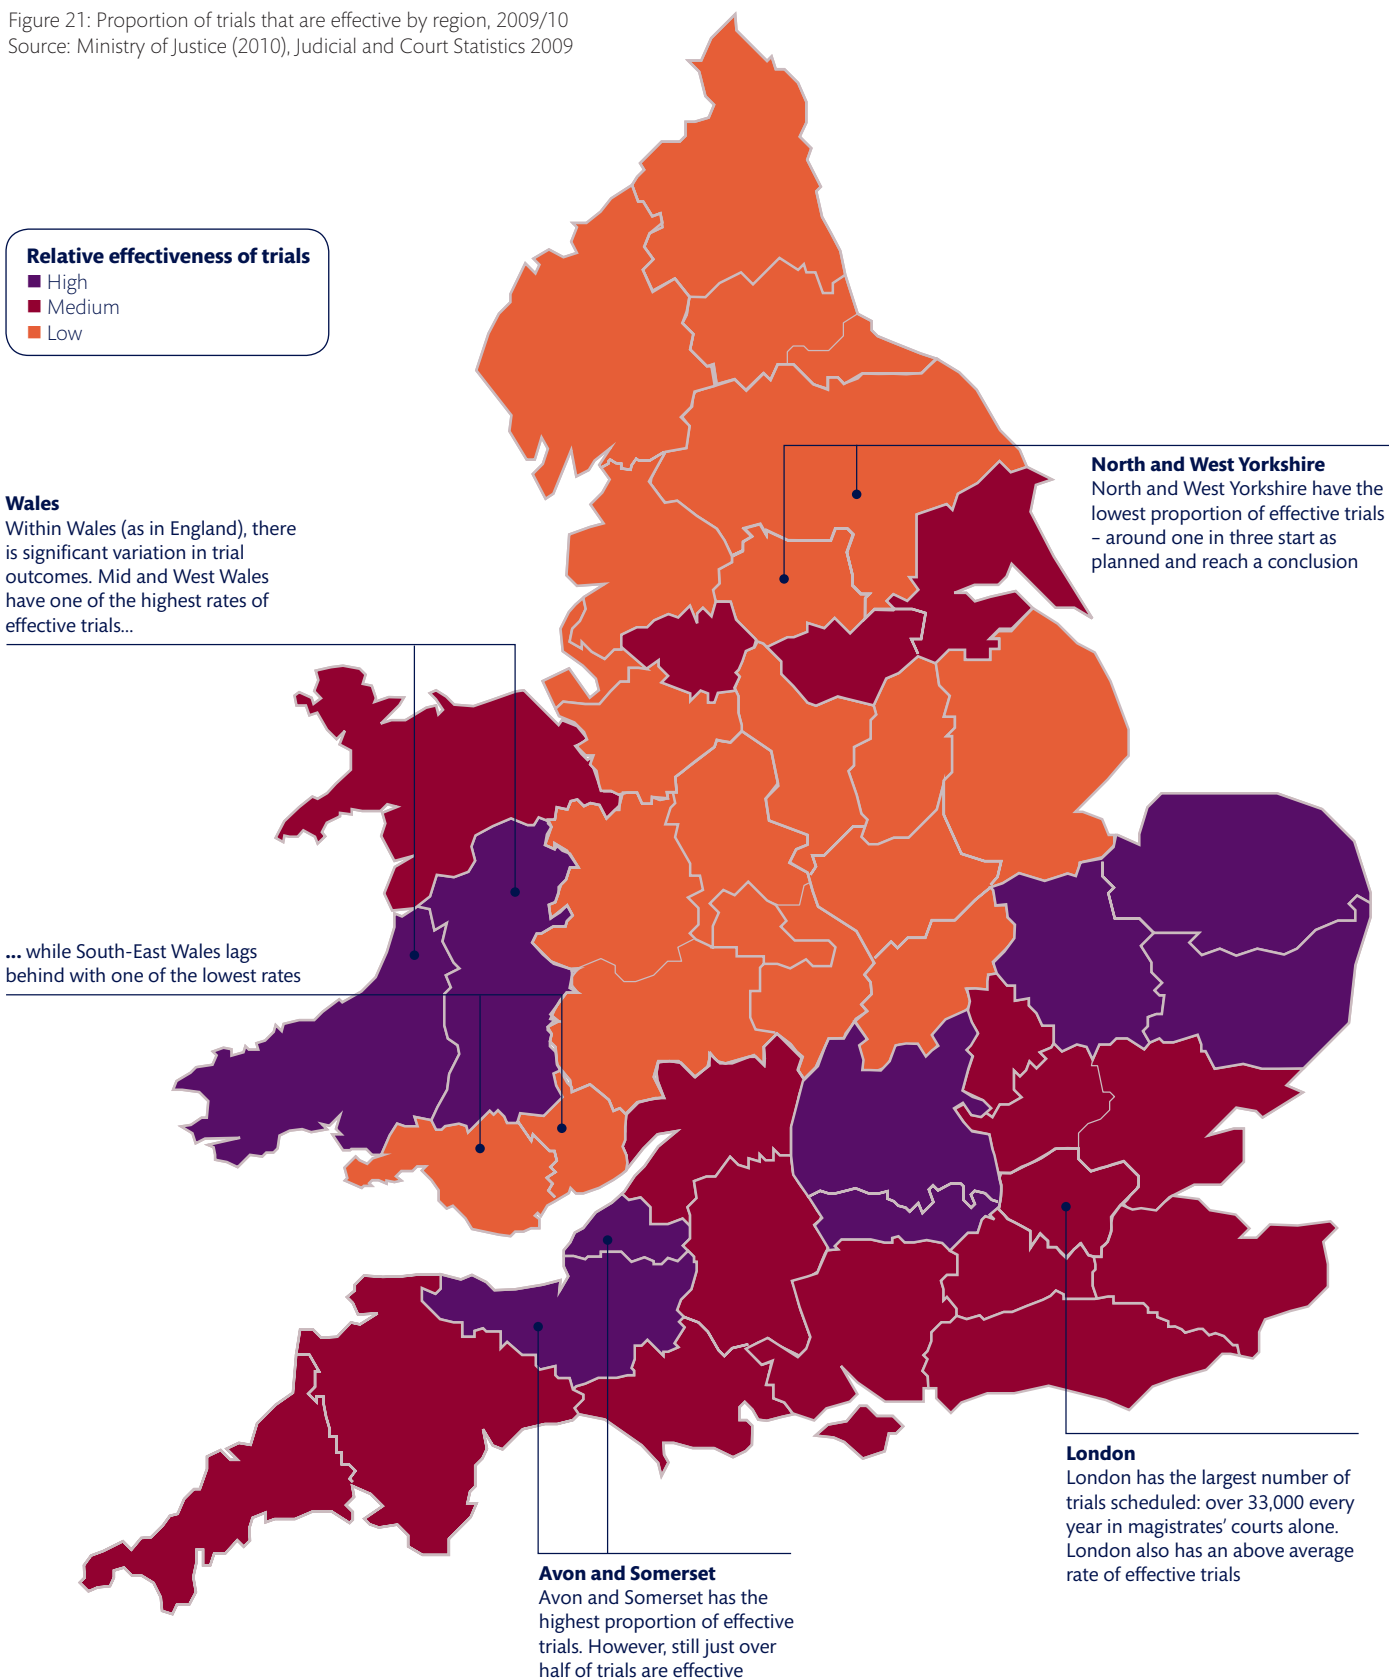 Figure 21: Proportion of trials that are effective by region, 2009/10
Source: Ministry of Justice (2010), Judicial and Court Statistics 2009
Relative effectiveness of trials
High
Medium
Low
North and West Yorkshire
North and West Yorkshire have the
lowest proportion of effective trials
– around one in three start as
planned and reach a conclusion
Wales
Within Wales (as in England), there
is significant variation in trial
outcomes. Mid and West Wales
have one of the highest rates of
effective trials...
... while South-East Wales lags
behind with one of the lowest rates
London
London has the largest number of
trials scheduled: over 33,000 every
year in magistrates’ courts alone.
London also has an above average
rate of effective trials
Avon and Somerset
Avon and Somerset has the
highest proportion of effective
trials. However, still just over
half of trials are effective